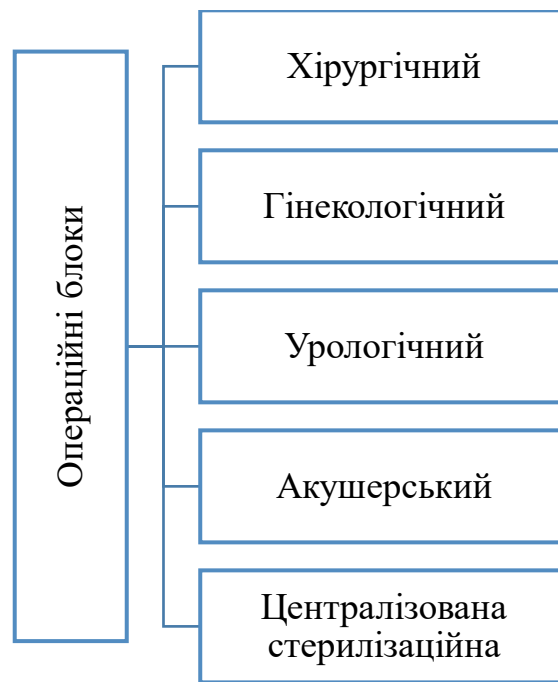 Операційні блоки
Хірургічний
Гінекологічний
Урологічний
Акушерський
Централізована
стерилізаційна